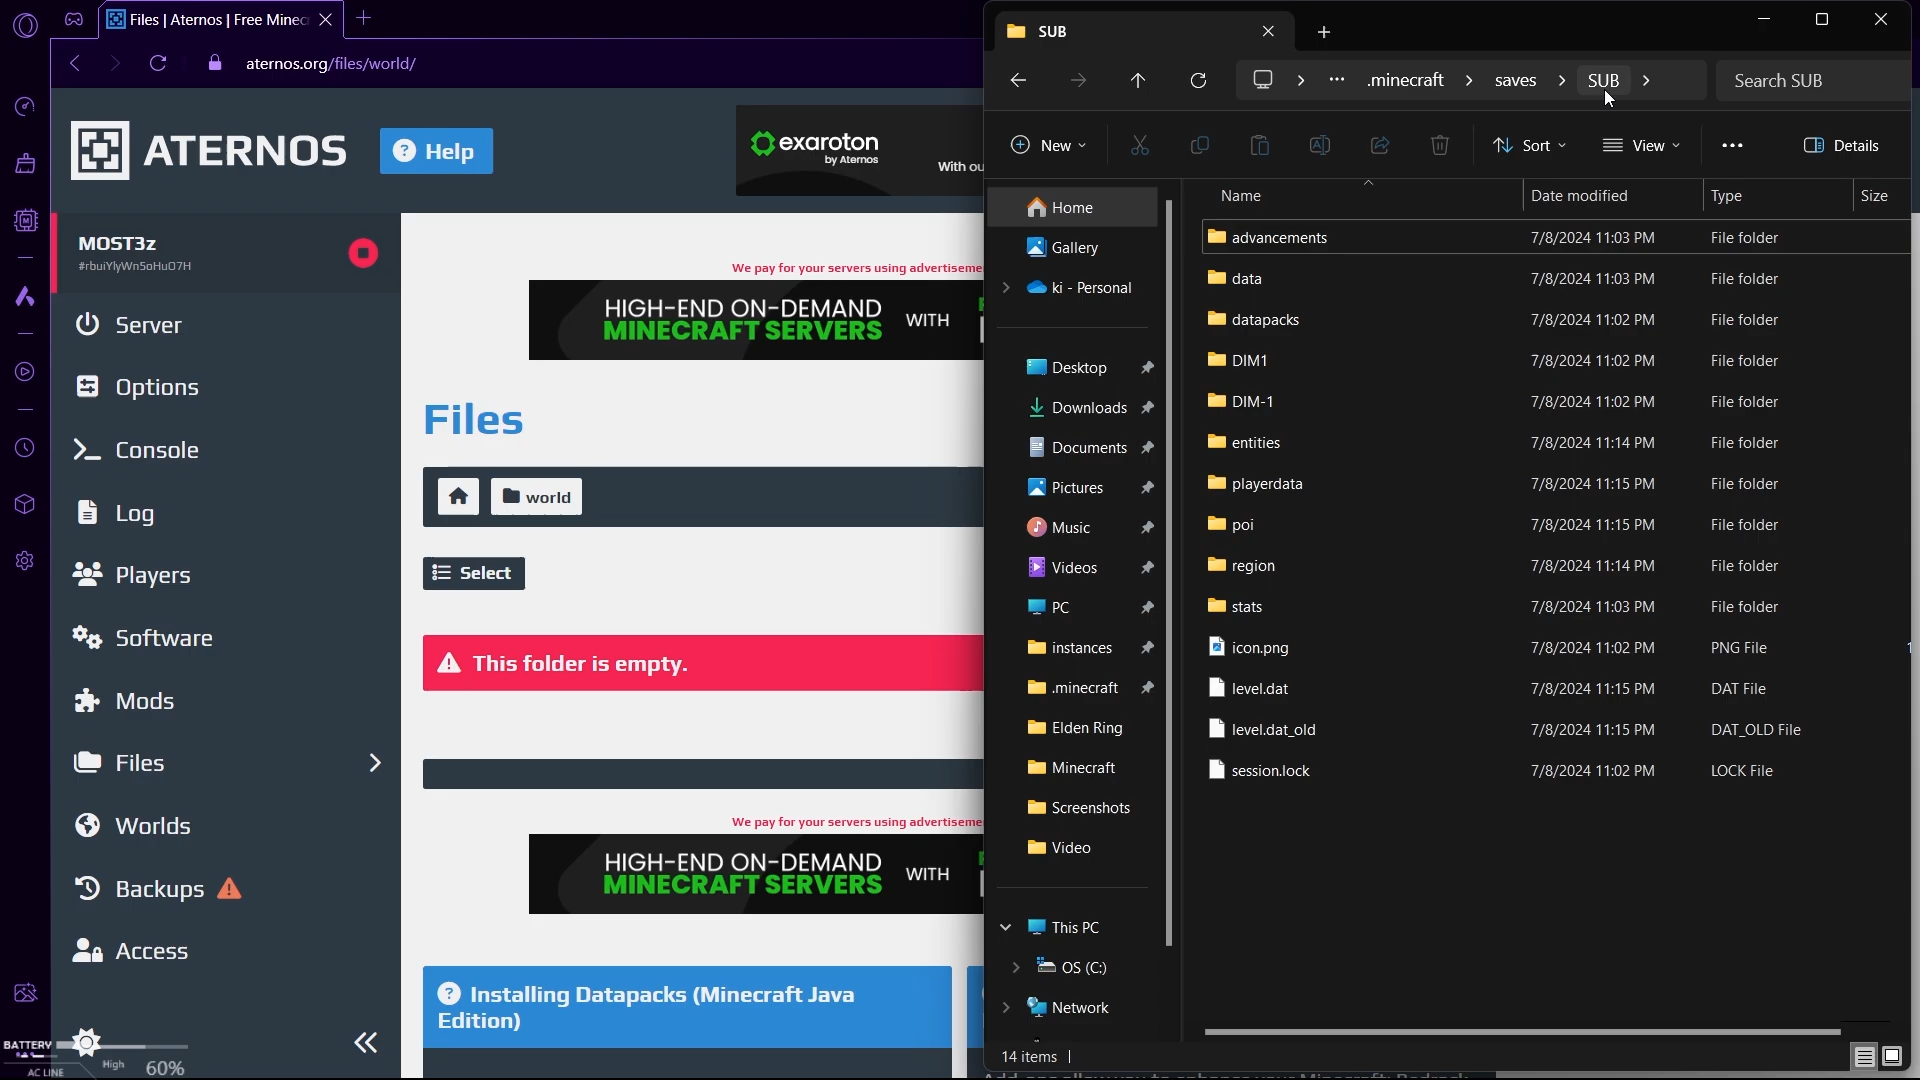 Files | Aternos | Free Minec
aternos.org/files/world/
ATERNOS
Help
exaroton
by Aternos
With ou
MOST3z
#rbuiYlyWn5aHuO7H
Server
Options
Console
Log
Players
Software
Mods
Files
Worlds
Backups
Access
BATTERY
AC LINE
High
60%
We pay for your servers using advertiseme
HIGH-END ON-DEMAND
MINECRAFT SERVERS
WITH
Files
world
Select
This folder is empty.
We pay for your servers using advertiseme
HIGH-END ON-DEMAND
MINECRAFT SERVERS
WITH
Installing Datapacks (Minecraft Java
Edition)
SUB
.minecraft
saves
SUB
Search SUB
New
Sort
View
Details
Home
Gallery
ki - Personal
Desktop
Downloads
Documents
Pictures
Music
Videos
PC
instances
.minecraft
Elden Ring
Minecraft
Screenshots
Video
This PC
OS (C:)
Network
Name Date modified Type Size
advancements 7/8/2024 11:03 PM File folder
data 7/8/2024 11:03 PM File folder
datapacks 7/8/2024 11:02 PM File folder
DIM1 7/8/2024 11:02 PM File folder
DIM-1 7/8/2024 11:02 PM File folder
entities 7/8/2024 11:14 PM File folder
playerdata 7/8/2024 11:15 PM File folder
poi 7/8/2024 11:15 PM File folder
region 7/8/2024 11:14 PM File folder
stats 7/8/2024 11:03 PM File folder
icon.png 7/8/2024 11:02 PM PNG File
level.dat 7/8/2024 11:15 PM DAT File
level.dat_old 7/8/2024 11:15 PM DAT_OLD File
session.lock 7/8/2024 11:02 PM LOCK File
14 items